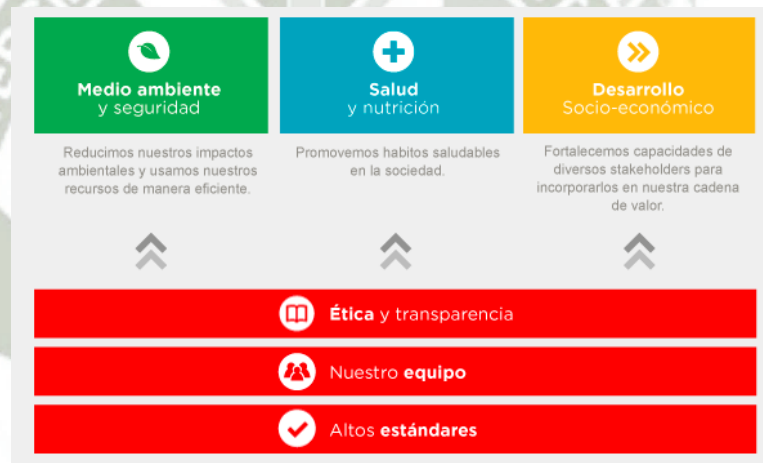 Medio ambiente
y seguridad
Reducimos nuestros impactos
ambientales y usamos nuestros
recursos de manera eficiente.
Salud
y nutrición
Promovemos habitos saludables
en la sociedad.
Desarrollo
Socio-económico
Fortalecemos capacidades de
diversos stakeholders para
incorporarlos en nuestra cadena
de valor.
Ética y transparencia
Nuestro equipo
Altos estándares